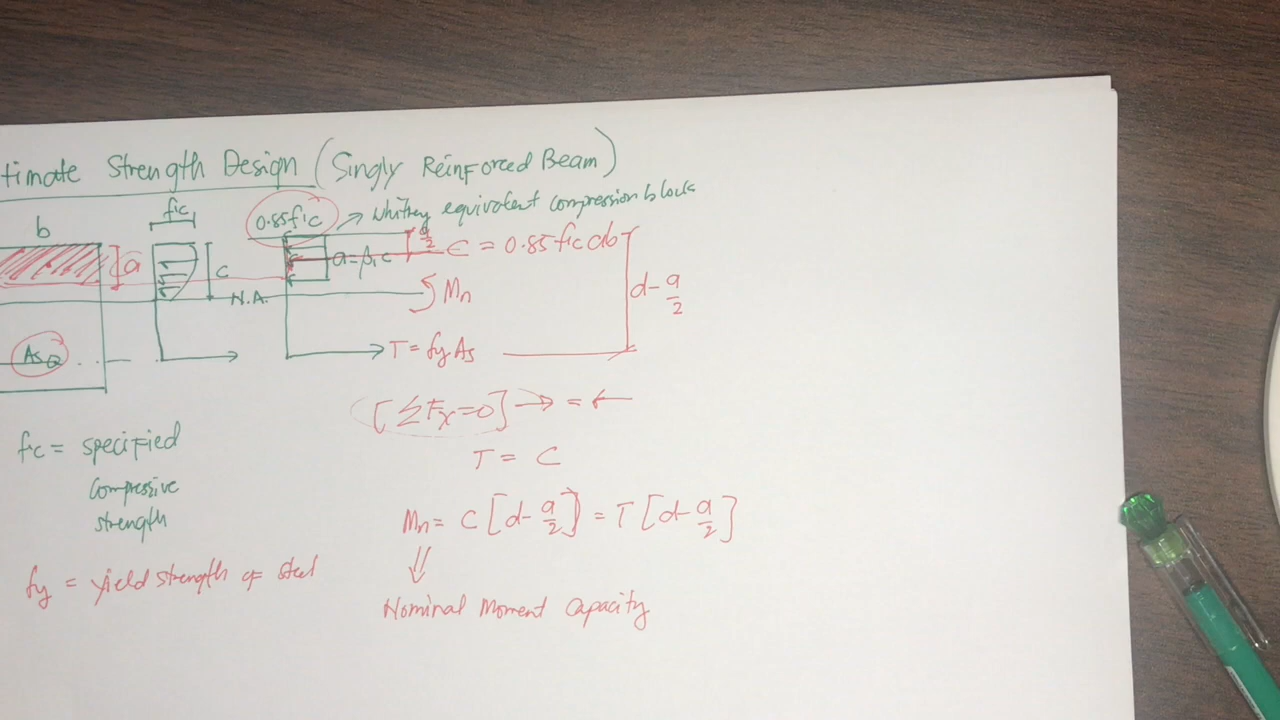 timate Strength Design (Singly Reinforced Beam)
f'c
0.85f'c → Whitney equivalent compression block
b
a
c
a=β1c
a/2
C = 0.85f'c ab
N.A.
Mn
d-a/2
As
T = fy As
[ΣFx=0] → = ←
f'c = specified
compressive
strength
T = C
Mn = C [d-a/2] = T [d-a/2]
⇓
fy = yield strength of steel
Nominal Moment Capacity